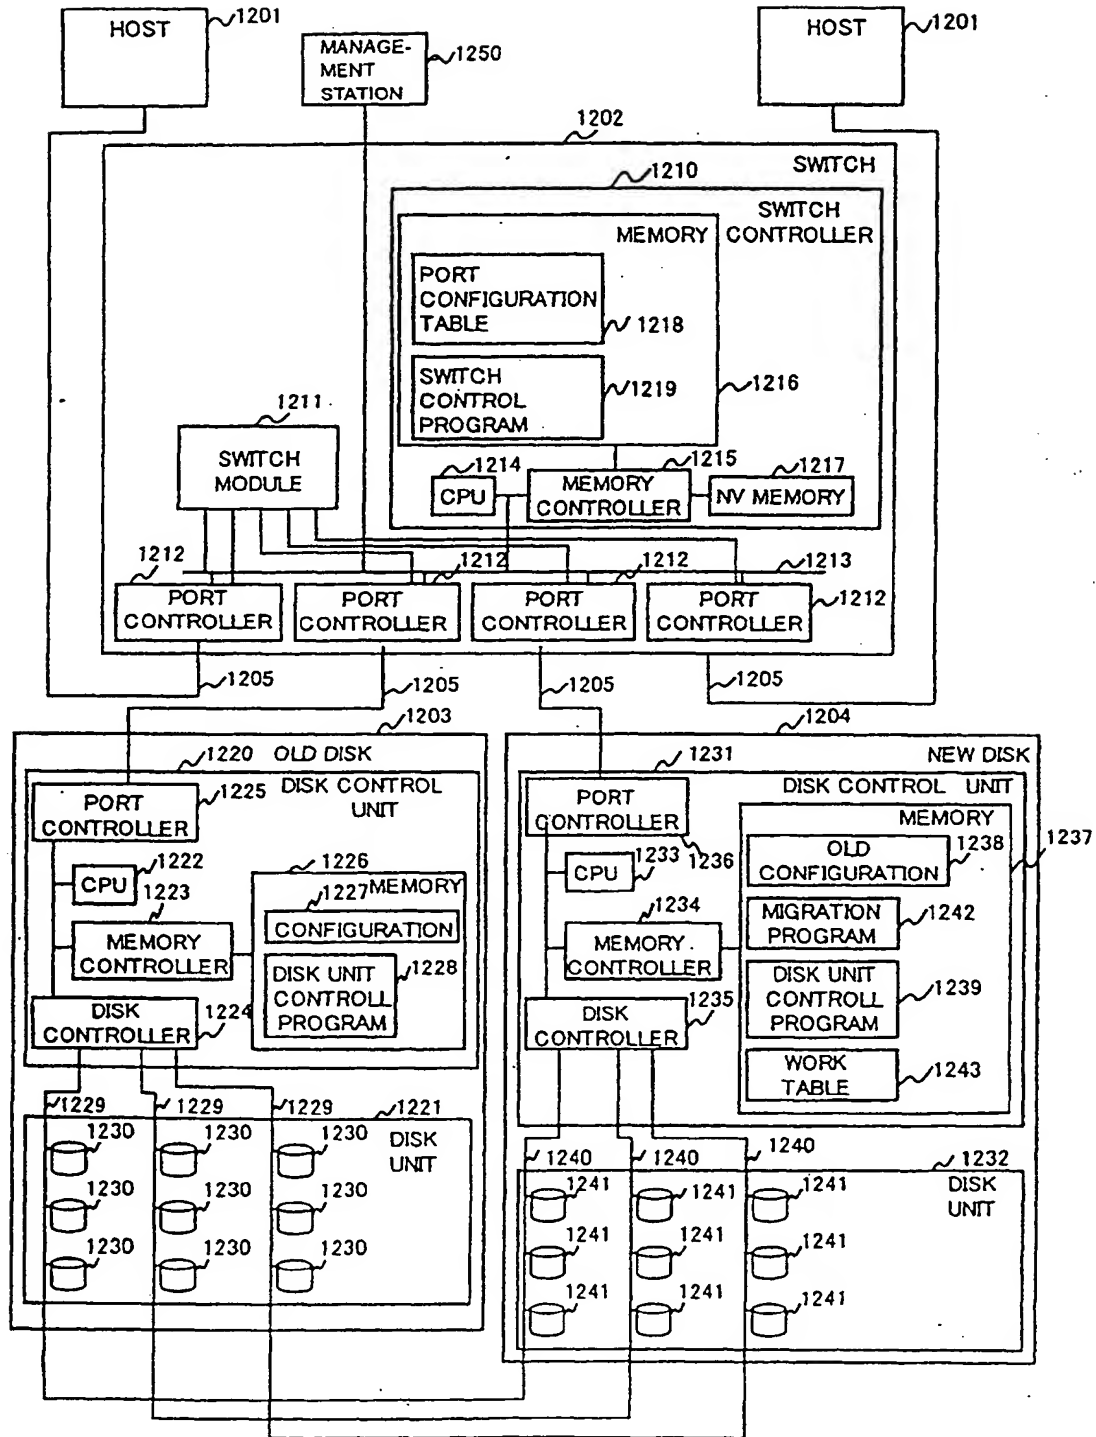 HOST
1201
MANAGE-
MENT
STATION
1250
HOST
1201
1202
SWITCH
1210
SWITCH
CONTROLLER
MEMORY
PORT
CONFIGURATION
TABLE
1218
SWITCH
CONTROL
PROGRAM
1219
1216
1211
SWITCH
MODULE
1214
CPU
1215
MEMORY
CONTROLLER
1217
NV MEMORY
1213
1212
PORT
CONTROLLER
1212
PORT
CONTROLLER
1212
PORT
CONTROLLER
1212
PORT
CONTROLLER
1205
1205
1205
1205
1203
OLD DISK
1220
DISK CONTROL
UNIT
1225
PORT
CONTROLLER
1222
CPU
1223
MEMORY
CONTROLLER
1226
MEMORY
1227
CONFIGURATION
1228
DISK UNIT
CONTROLL
PROGRAM
1224
DISK
CONTROLLER
1229
1229
1229
1221
DISK
UNIT
1230
1230
1230
1230
1230
1230
1230
1230
1230
1204
NEW DISK
1231
DISK CONTROL UNIT
PORT
CONTROLLER
1236
1233
CPU
1234
MEMORY
CONTROLLER
MEMORY
1237
OLD
CONFIGURATION
1238
MIGRATION
PROGRAM
1242
DISK UNIT
CONTROLL
PROGRAM
1239
WORK
TABLE
1243
1235
DISK
CONTROLLER
1240
1240
1240
1232
DISK
UNIT
1241
1241
1241
1241
1241
1241
1241
1241
1241